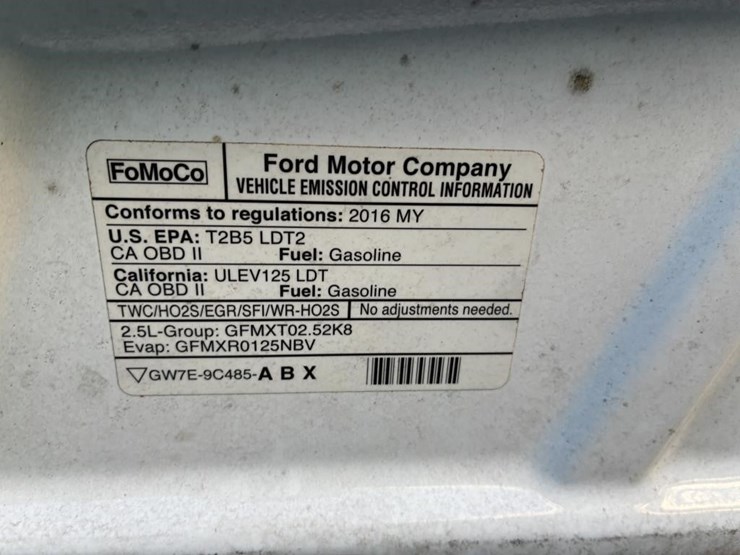 FoMoCo
Ford Motor Company
VEHICLE EMISSION CONTROL INFORMATION
Conforms to regulations: 2016 MY
U.S. EPA: T2B5 LDT2
CA OBD II Fuel: Gasoline
California: ULEV125 LDT
CA OBD II Fuel: Gasoline
TWC/HO2S/EGR/SFI/WR-HO2S No adjustments needed.
2.5L-Group: GFMXT02.52K8
Evap: GFMXR0125NBV
▽GW7E-9C485-A B X